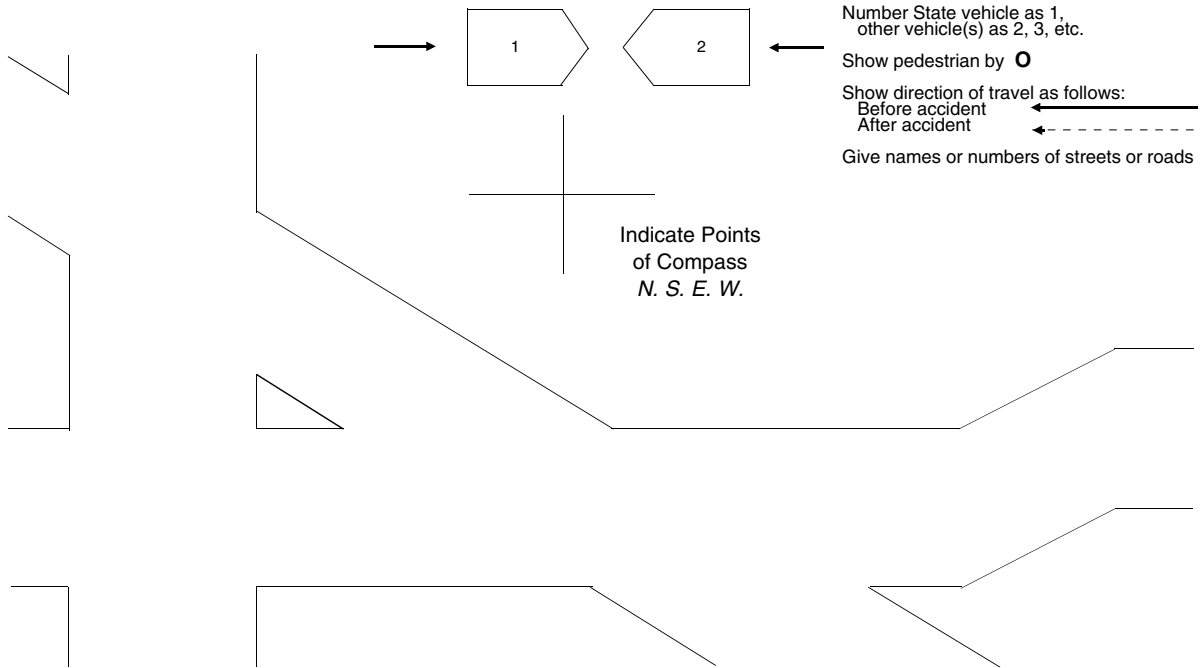 1
2
Number State vehicle as 1,
other vehicle(s) as 2, 3, etc.
Show pedestrian by O
Show direction of travel as follows:
Before accident
After accident
Give names or numbers of streets or roads
Indicate Points
of Compass
N. S. E. W.